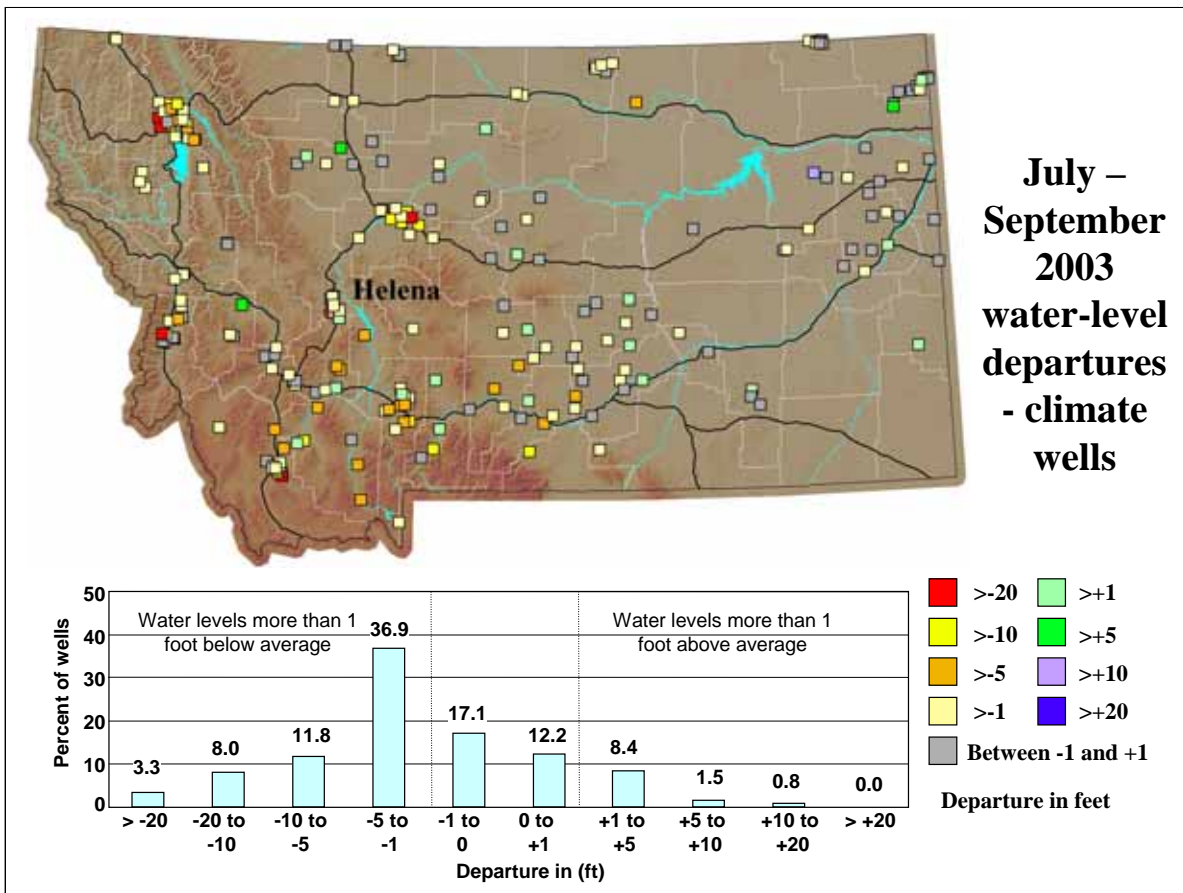 Helena
July –
September
2003
water-level
departures
- climate
wells
50
40
30
20
10
0
Percent of wells
Water levels more than 1
foot below average
Water levels more than 1
foot above average
3.3
8.0
11.8
36.9
17.1
12.2
8.4
1.5
0.8
0.0
> -20
-20 to
-10
-10 to
-5
-5 to
-1
-1 to
0
0 to
+1
+1 to
+5
+5 to
+10
+10 to
+20
> +20
Departure in (ft)
>-20
>+1
>-10
>+5
>-5
>+10
>-1
>+20
Between -1 and +1
Departure in feet